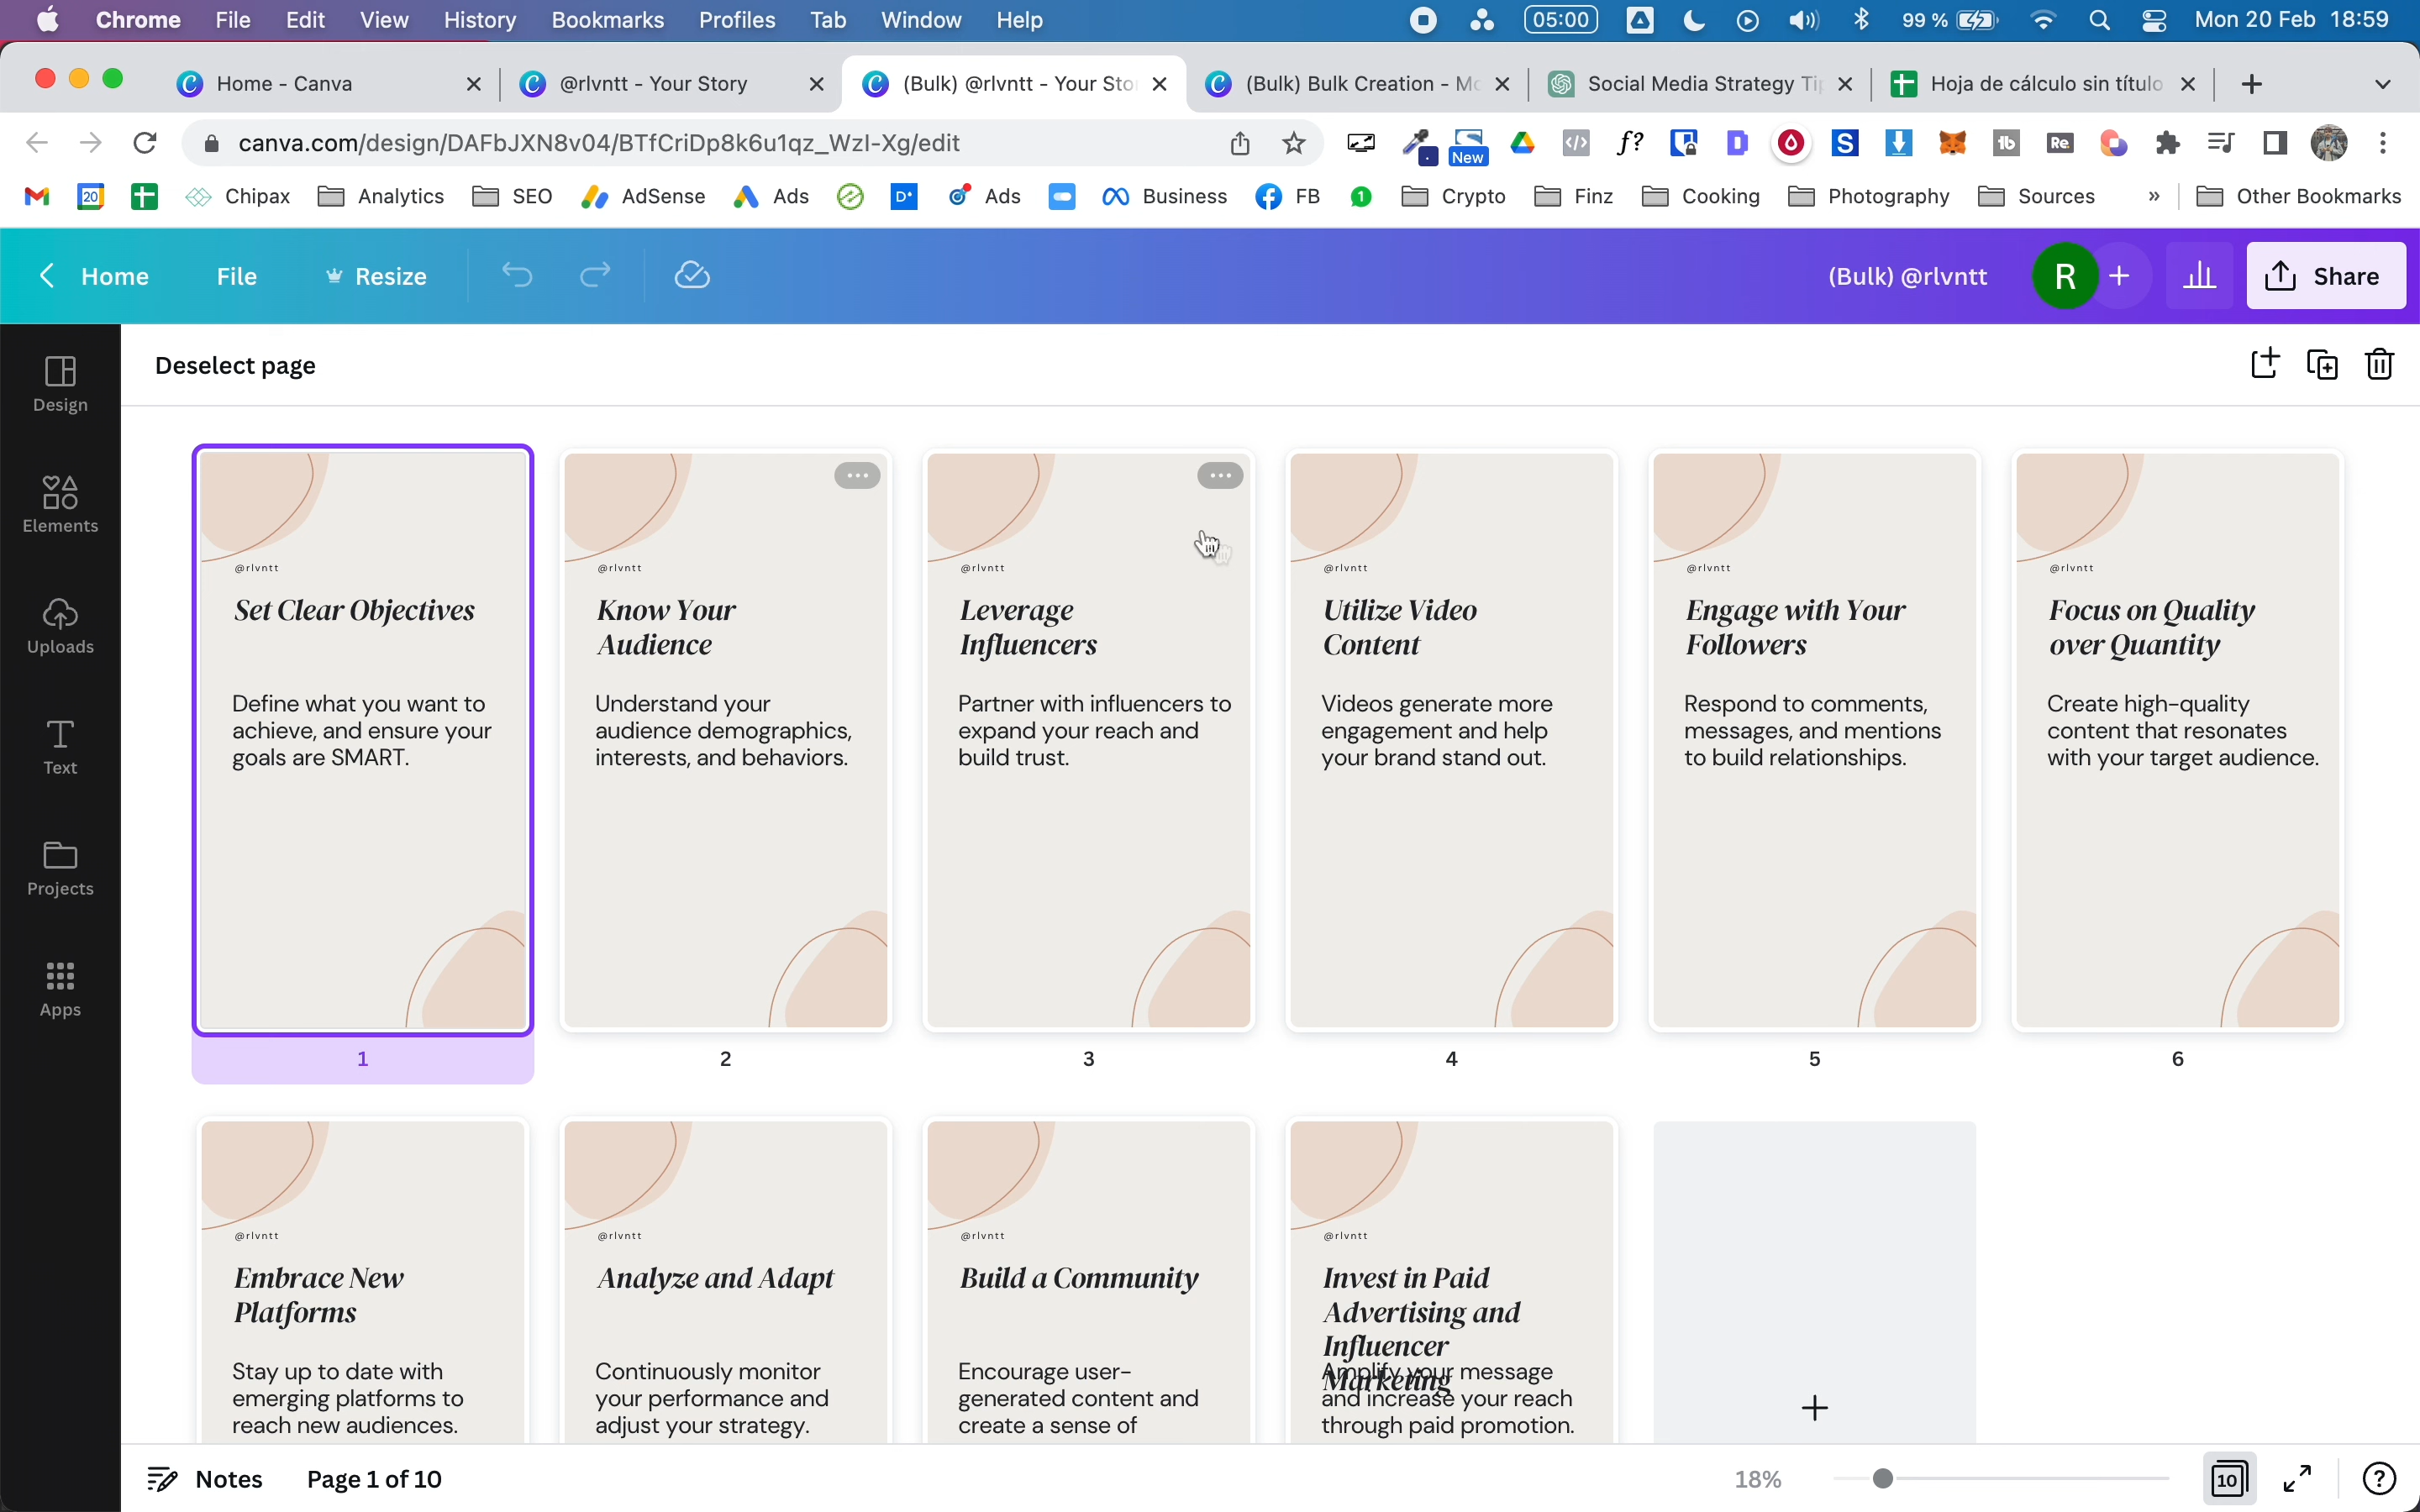 Chrome File Edit View History Bookmarks Profiles Tab Window Help 05:00 99 % Mon 20 Feb 18:59
Home - Canva @rlvntt - Your Story (Bulk) @rlvntt - Your Sto (Bulk) Bulk Creation - Mo Social Media Strategy Ti Hoja de cálculo sin título
canva.com/design/DAFbJXN8v04/BTfCriDp8k6u1qz_WzI-Xg/edit New
20 Chipax Analytics SEO AdSense Ads Ads Business FB 1 Crypto Finz Cooking Photography Sources » Other Bookmarks
Home File Resize (Bulk) @rlvntt R + Share
Deselect page
Design
Elements
Uploads
Text
Projects
Apps
@rlvntt
Set Clear Objectives
Define what you want to
achieve, and ensure your
goals are SMART.
1
@rlvntt
Know Your
Audience
Understand your
audience demographics,
interests, and behaviors.
2
@rlvntt
Leverage
Influencers
Partner with influencers to
expand your reach and
build trust.
3
@rlvntt
Utilize Video
Content
Videos generate more
engagement and help
your brand stand out.
4
@rlvntt
Engage with Your
Followers
Respond to comments,
messages, and mentions
to build relationships.
5
@rlvntt
Focus on Quality
over Quantity
Create high-quality
content that resonates
with your target audience.
6
@rlvntt
Embrace New
Platforms
Stay up to date with
emerging platforms to
reach new audiences.
@rlvntt
Analyze and Adapt
Continuously monitor
your performance and
adjust your strategy.
@rlvntt
Build a Community
Encourage user-
generated content and
create a sense of
@rlvntt
Invest in Paid
Advertising and
Influencer
Marketing
Amplify your message
and increase your reach
through paid promotion.
Notes Page 1 of 10 18% 10